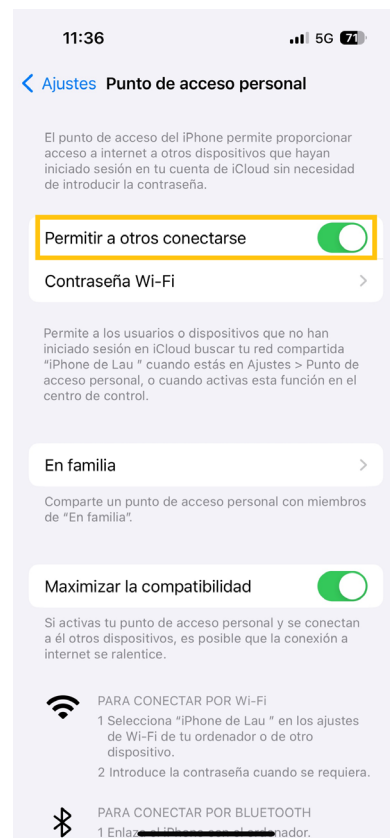 11:36
5G 71
Ajustes Punto de acceso personal
El punto de acceso del iPhone permite proporcionar
acceso a internet a otros dispositivos que hayan
iniciado sesión en tu cuenta de iCloud sin necesidad
de introducir la contraseña.
Permitir a otros conectarse
Contraseña Wi-Fi
Permite a los usuarios o dispositivos que no han
iniciado sesión en iCloud buscar tu red compartida
“iPhone de Lau ” cuando estás en Ajustes > Punto de
acceso personal, o cuando activas esta función en el
centro de control.
En familia
Comparte un punto de acceso personal con miembros
de “En familia”.
Maximizar la compatibilidad
Si activas tu punto de acceso personal y se conectan
a él otros dispositivos, es posible que la conexión a
internet se ralentice.
PARA CONECTAR POR Wi-Fi
1 Selecciona “iPhone de Lau ” en los ajustes
de Wi-Fi de tu ordenador o de otro
dispositivo.
2 Introduce la contraseña cuando se requiera.
PARA CONECTAR POR BLUETOOTH
1 Enlaza el iPhone con el ordenador.